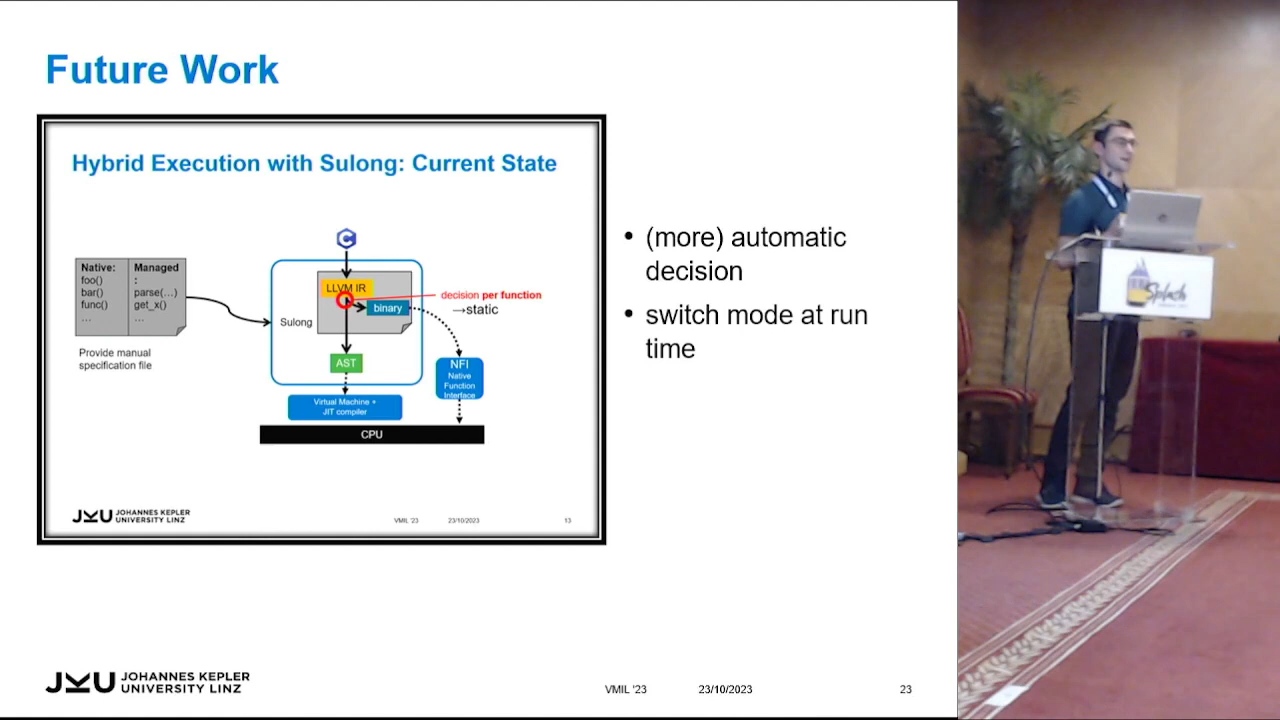 Future Work
Hybrid Execution with Sulong: Current State
C
Native:
foo()
bar()
func()
...
Managed
:
parse(...)
get_x()
...
Provide manual
specification file
Sulong
LLVM IR
binary
decision per function
→static
AST
NFI
Native
Function
Interface
Virtual Machine +
JIT compiler
CPU
JKU JOHANNES KEPLER
UNIVERSITY LINZ
VMIL '23
23/10/2023
13
• (more) automatic
decision
• switch mode at run
time
JKU JOHANNES KEPLER
UNIVERSITY LINZ
VMIL '23
23/10/2023
23
Splash